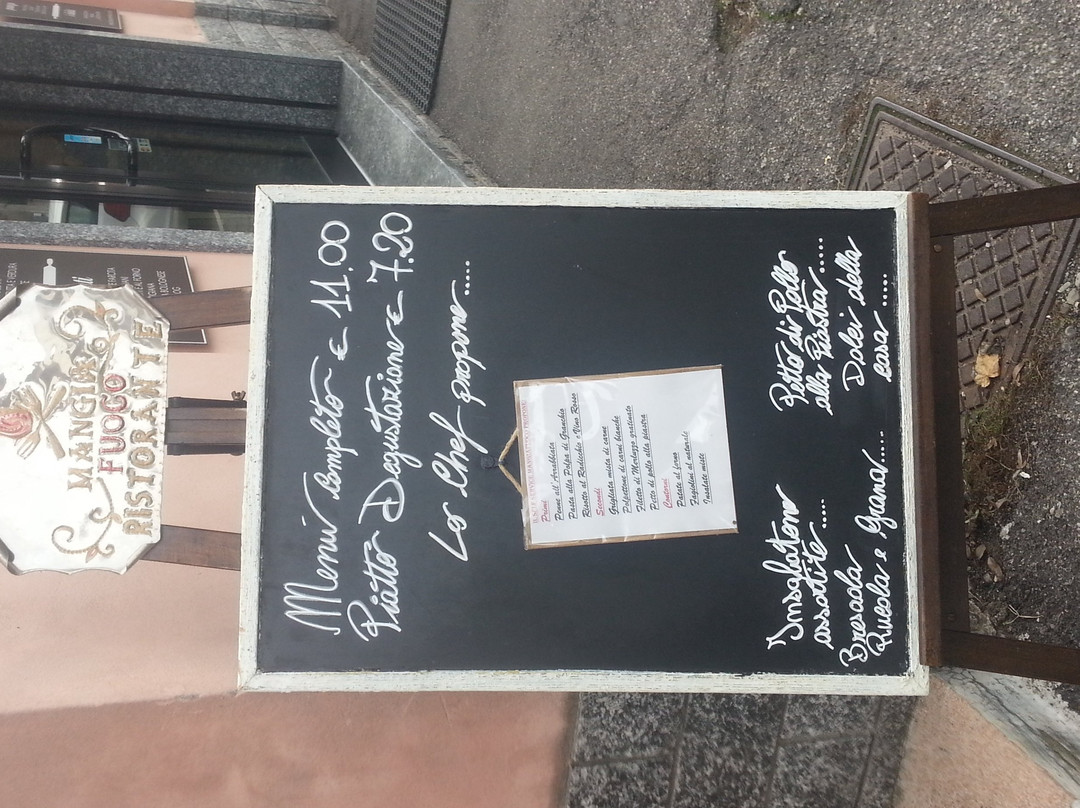 MANGIA
FUOCO
RISTORANTE
Menù Completo € 11.00
Piatto Degustazione € 7.20
Lo Chef propone.....
Primi
Penne all'Arrabbiata
Pasta alla Polpa di Granchio
Risotto al Radicchio e Vino Rosso
Secondi
Grigliata mista di carne
Polpettone di carni bianche
Filetto di Merluzzo gratinato
Petto di pollo alla piastra
Contorni
Patate al forno
Fagiolini al naturale
Insalate miste
Insalatone
assortite.....
Bresaola
Rucola e Grana.....
Petto di Pollo
alla Piastra.....
Dolci della
casa.....